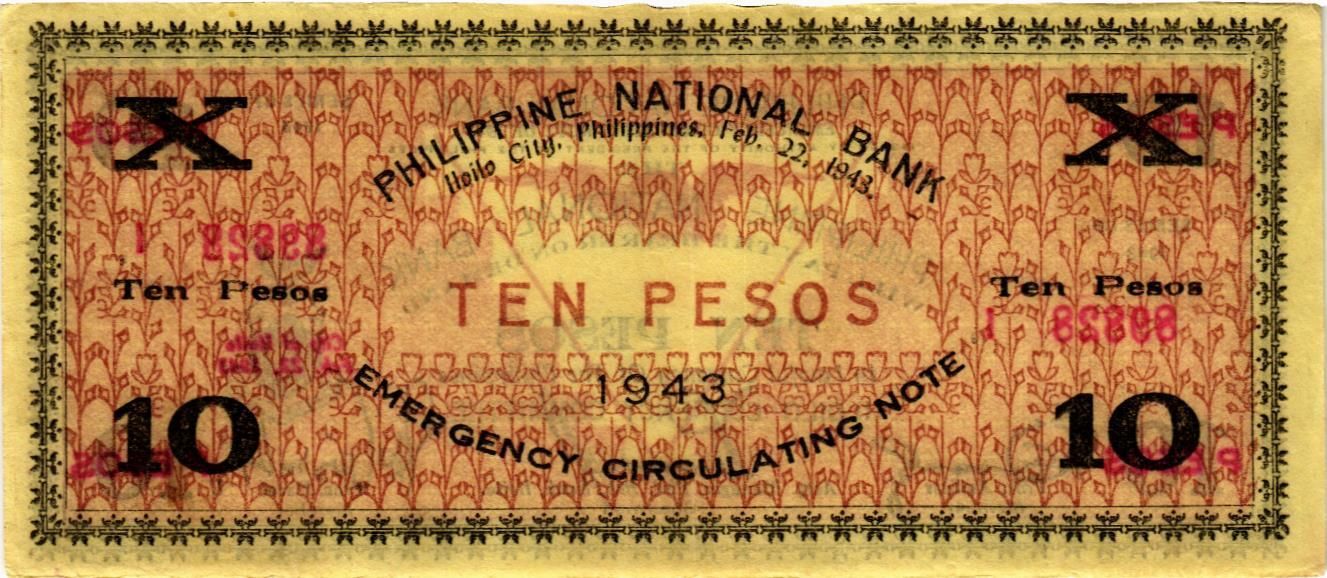 X X
PHILIPPINE NATIONAL BANK
Iloilo City, Philippines, Feb. 22, 1943.
Ten Pesos
TEN PESOS
Ten Pesos
1943
EMERGENCY CIRCULATING NOTE
10 10